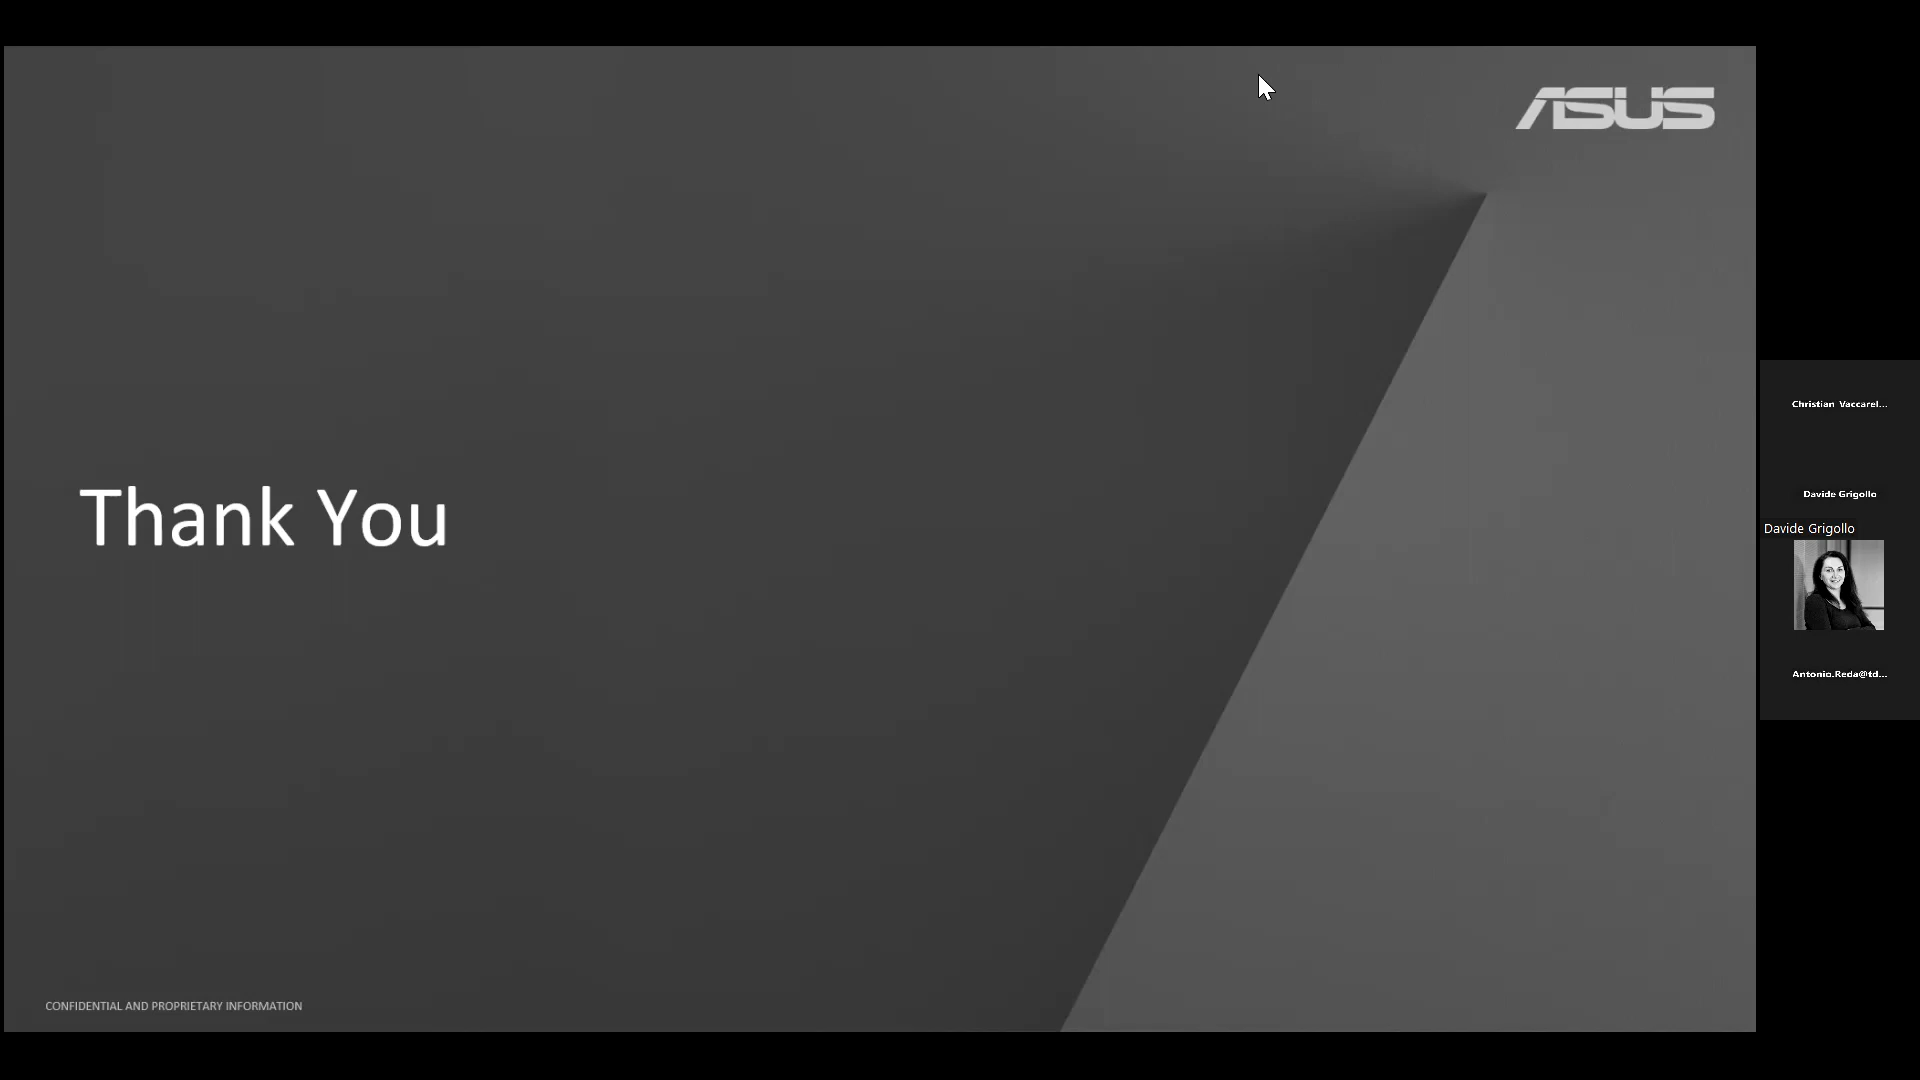 ASUS
Thank You
CONFIDENTIAL AND PROPRIETARY INFORMATION
Christian Vaccarel...
Davide Grigollo
Davide Grigollo
Antonio.Reda@td...